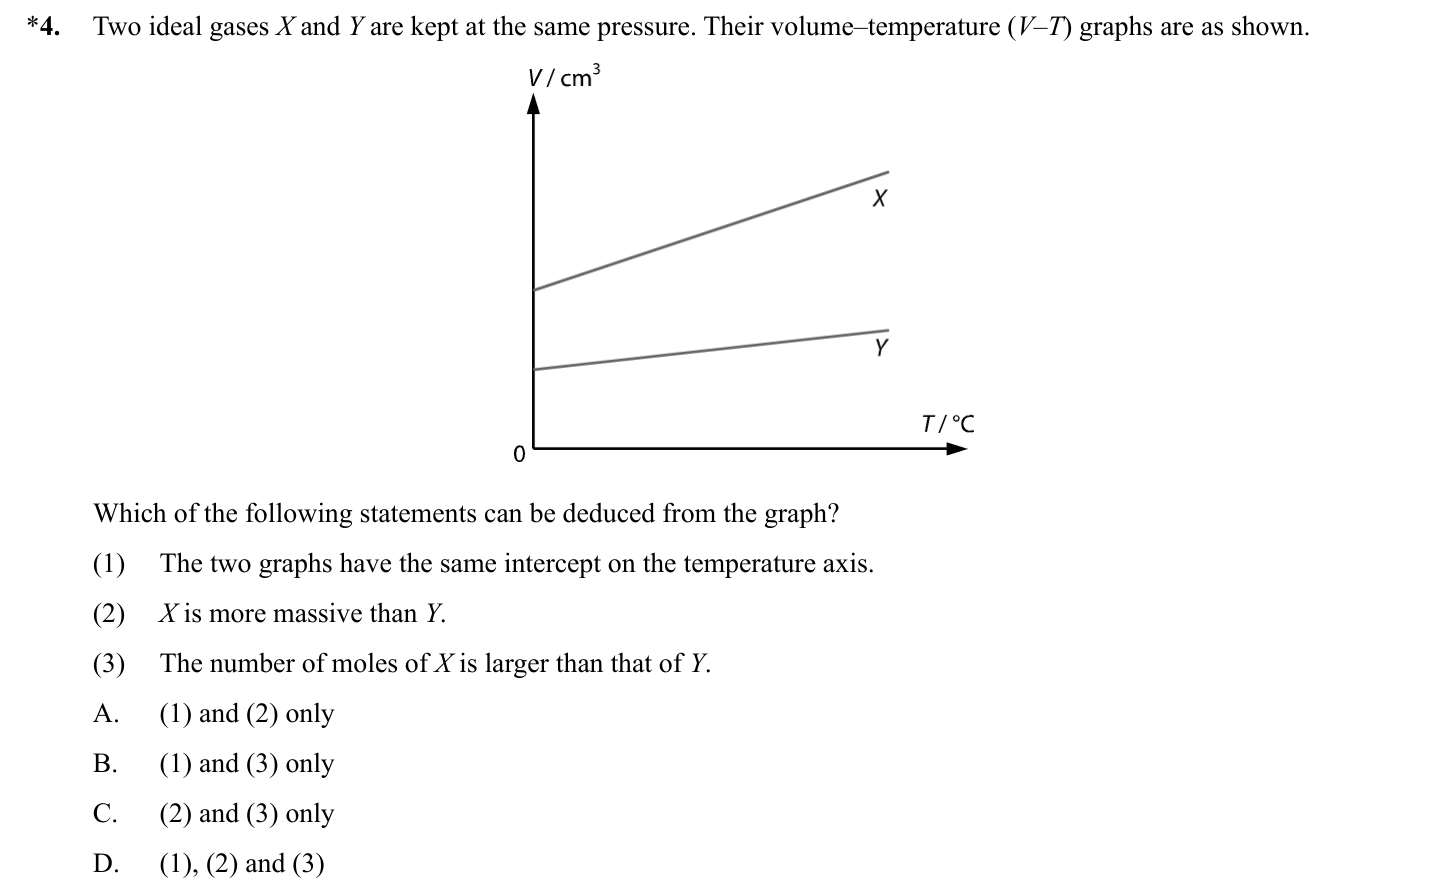 *4. Two ideal gases X and Y are kept at the same pressure. Their volume–temperature (V–T) graphs are as shown.
V / cm³
X
Y
T / °C
0
Which of the following statements can be deduced from the graph?
(1) The two graphs have the same intercept on the temperature axis.
(2) X is more massive than Y.
(3) The number of moles of X is larger than that of Y.
A. (1) and (2) only
B. (1) and (3) only
C. (2) and (3) only
D. (1), (2) and (3)